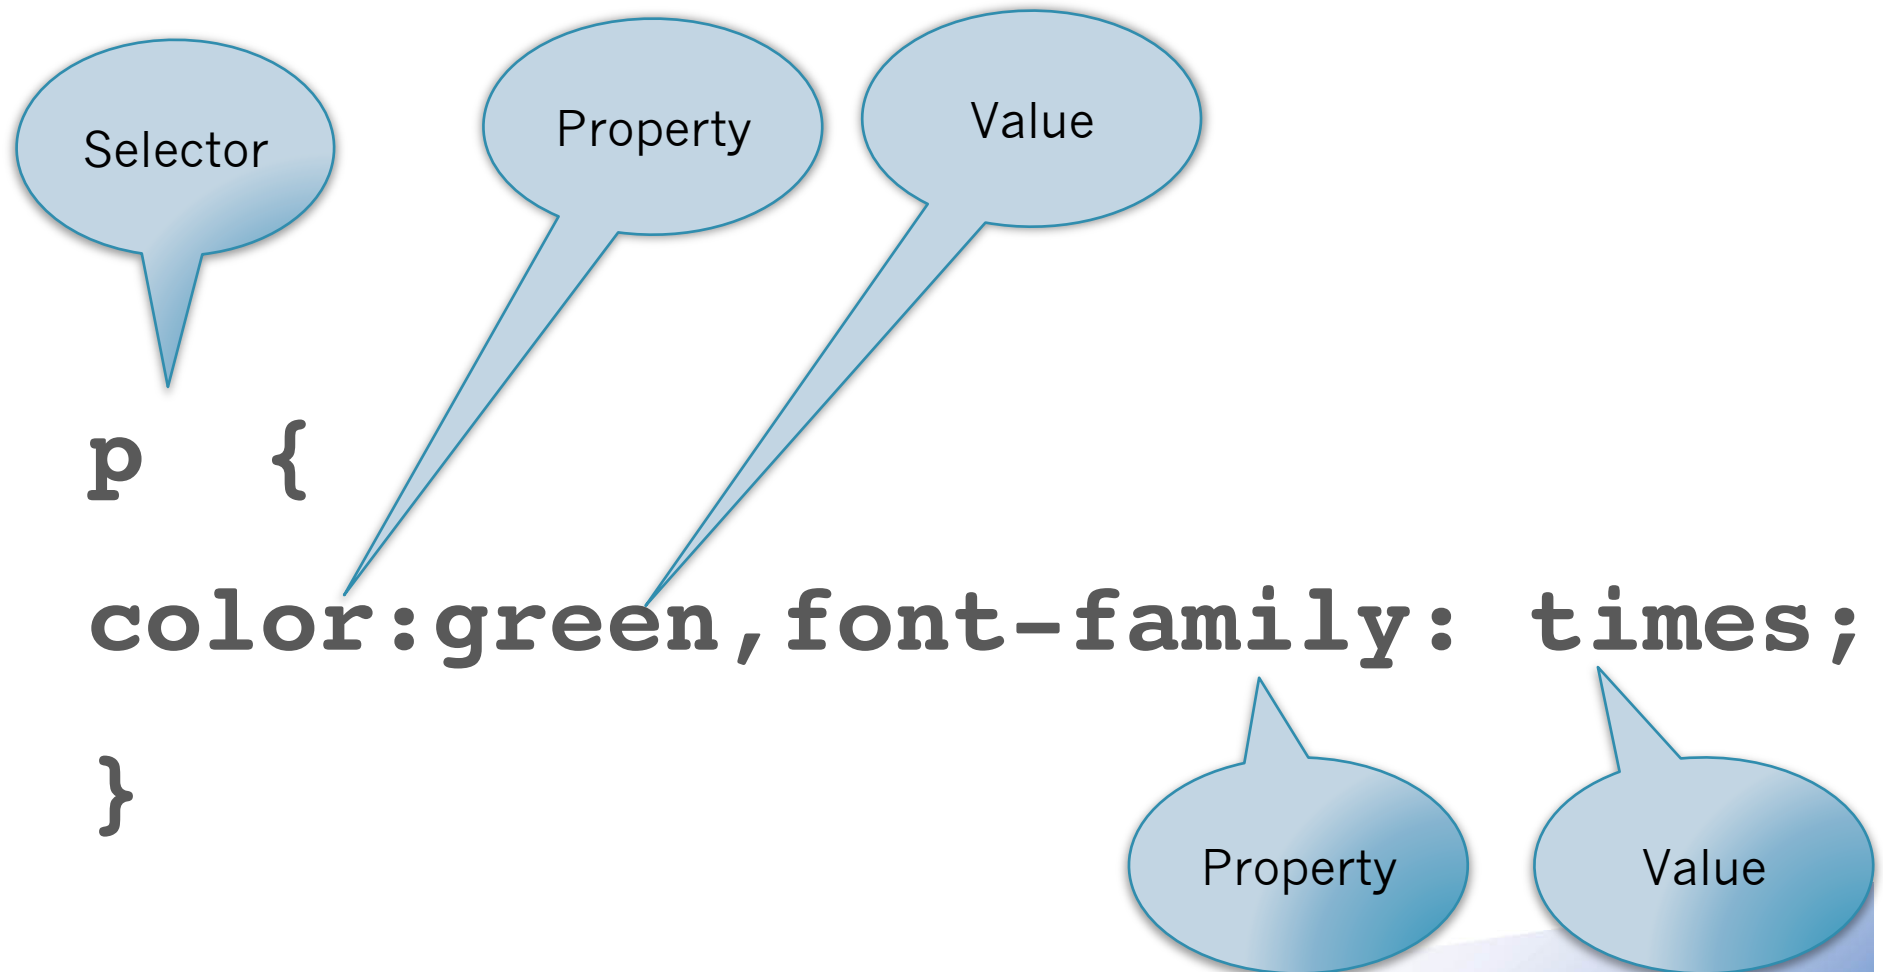 Selector
Property
Value
p  {
color:green,font-family: times;
}
Property
Value